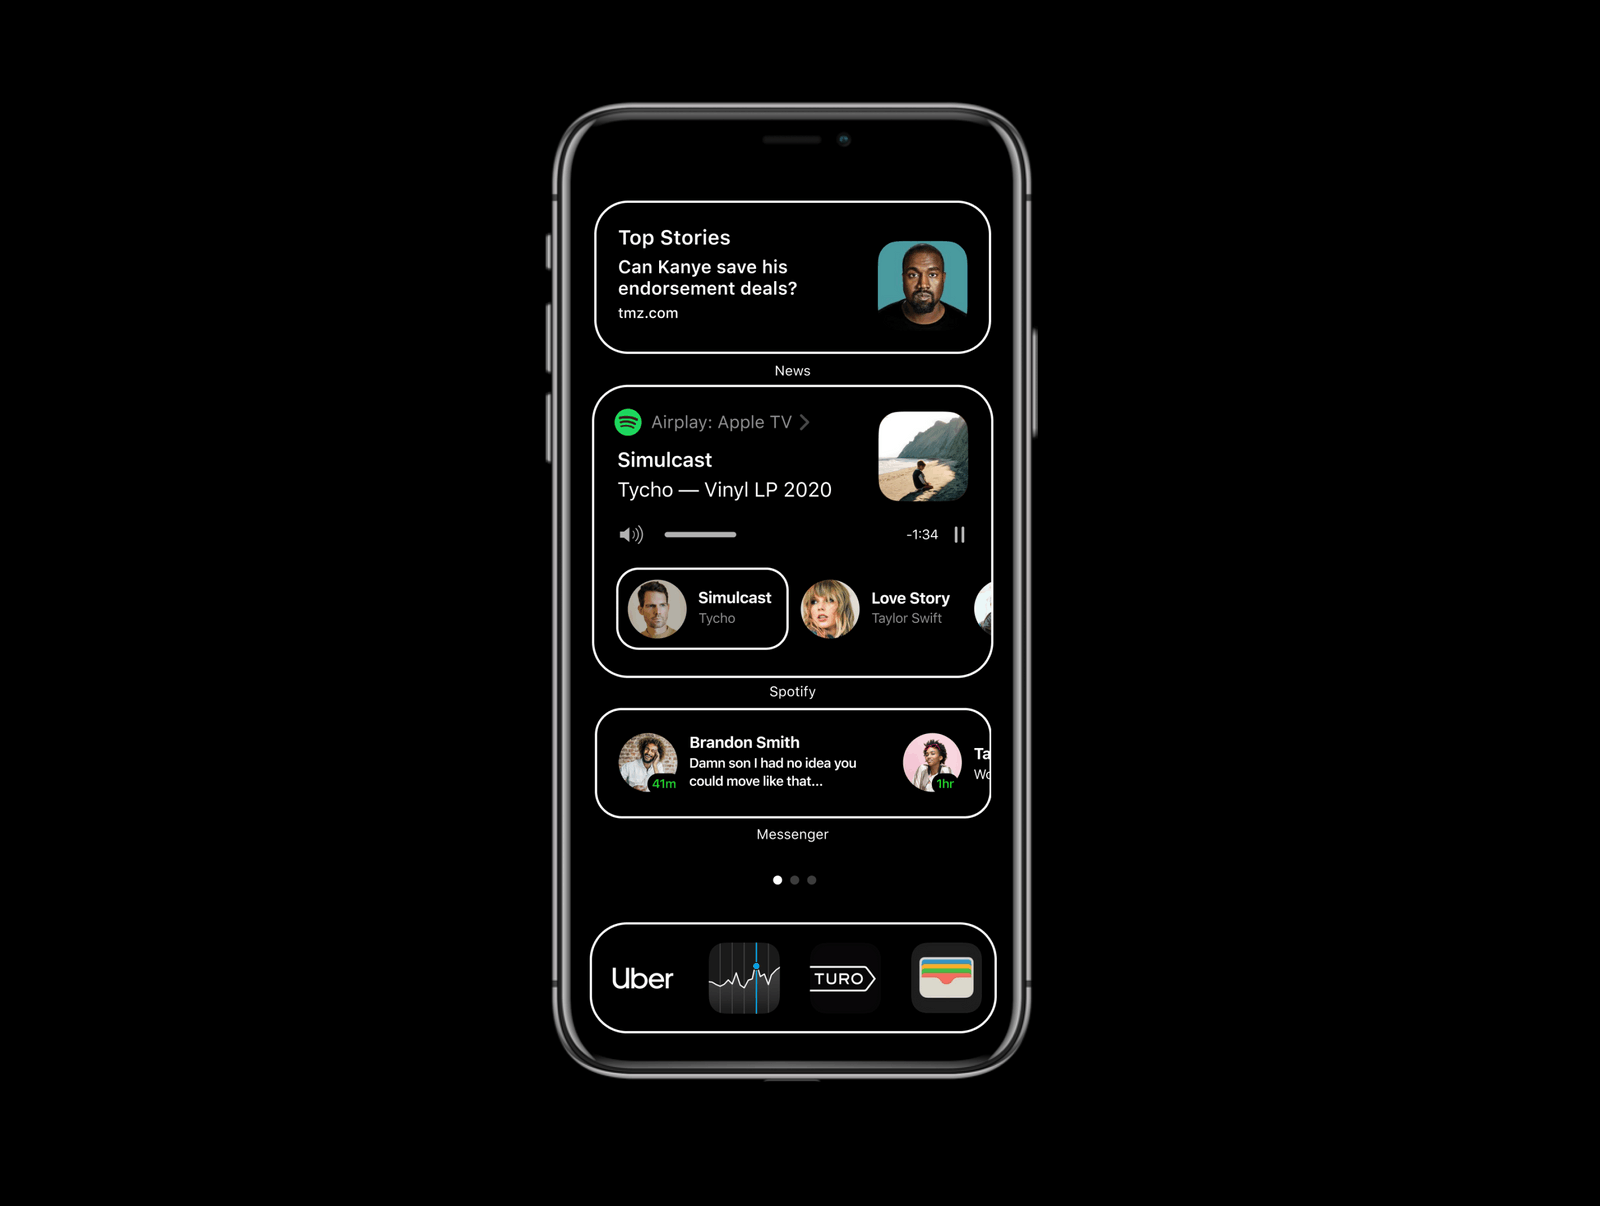 Top Stories
Can Kanye save his
endorsement deals?
tmz.com
News
Airplay: Apple TV
Simulcast
Tycho — Vinyl LP 2020
-1:34
Simulcast
Tycho
Love Story
Taylor Swift
Spotify
Brandon Smith
Damn son I had no idea you
could move like that...
41m
Ta
Wo
1hr
Messenger
Uber
TURO